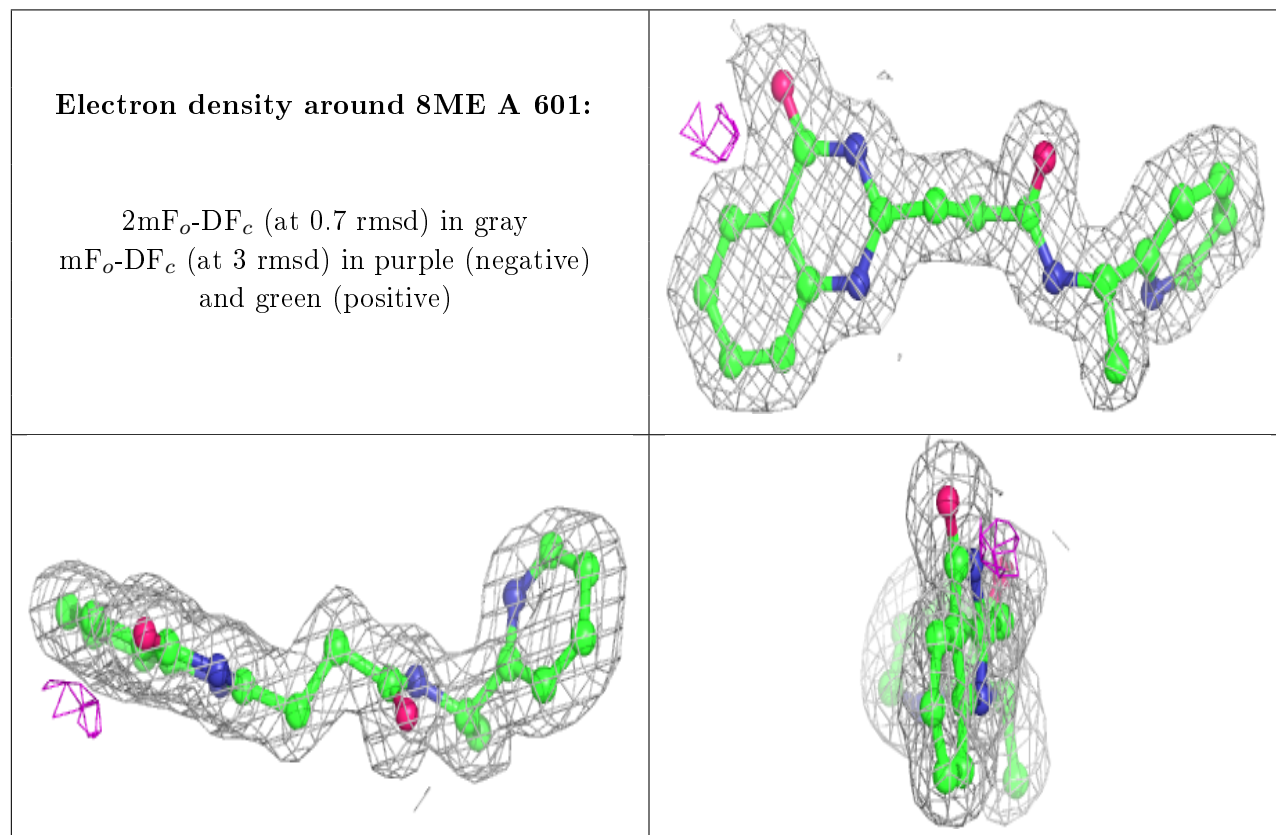 Electron density around 8ME A 601:
2mFo-DFc (at 0.7 rmsd) in gray
mFo-DFc (at 3 rmsd) in purple (negative)
and green (positive)